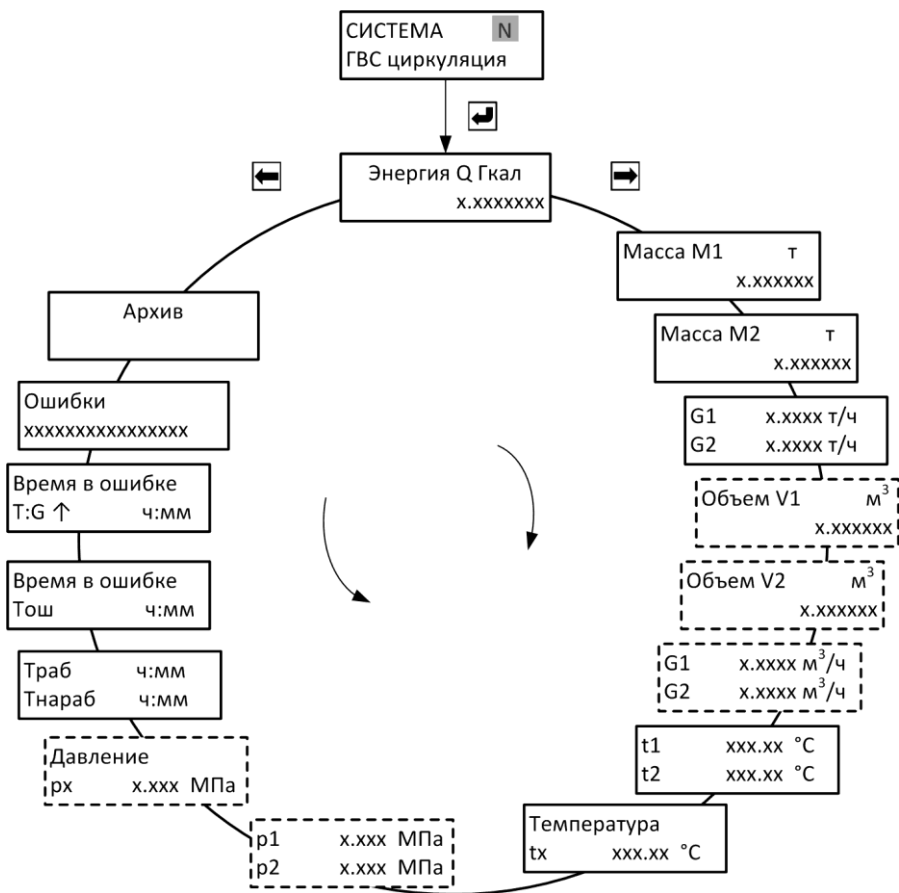 СИСТЕМА N
ГВС циркуляция
Энергия Q Гкал
x.xxxxxxx
Масса М1 т
x.xxxxxx
Масса М2 т
x.xxxxxx
G1 x.xxxx т/ч
G2 x.xxxx т/ч
Объем V1 м³
x.xxxxxx
Объем V2 м³
x.xxxxxx
G1 x.xxxx м³/ч
G2 x.xxxx м³/ч
t1 xxx.xx °C
t2 xxx.xx °C
Температура
tx xxx.xx °C
p1 x.xxx МПа
p2 x.xxx МПа
Давление
px x.xxx МПа
Траб ч:мм
Тнараб ч:мм
Время в ошибке
Тош ч:мм
Время в ошибке
T:G ↑ ч:мм
Ошибки
xxxxxxxxxxxxxxxx
Архив